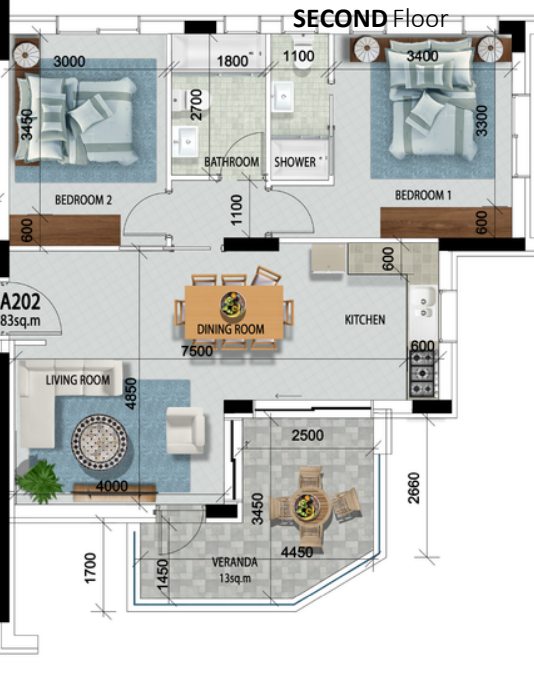 SECOND Floor
3000
1800
1100
3400
2700
3450
3300
BATHROOM
SHOWER
BEDROOM 2
BEDROOM 1
1100
600
600
600
A202
83sq.m
DINING ROOM
KITCHEN
7500
600
LIVING ROOM
4850
2500
4000
3450
2660
4450
VERANDA
13sq.m
1450
1700